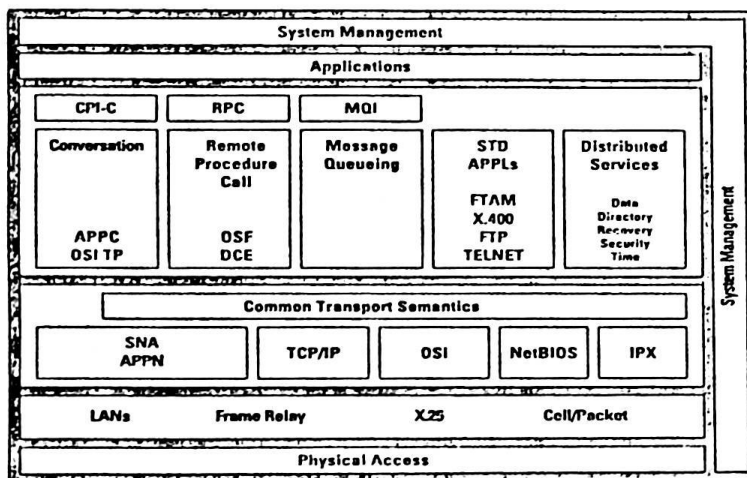 System Management
Applications
CPI-C
RPC
MQI
Conversation
APPC
OSI TP
Remote
Procedure
Call
OSF
DCE
Message
Queueing
STD
APPLs
FTAM
X.400
FTP
TELNET
Distributed
Services
Data
Directory
Recovery
Security
Time
System Management
Common Transport Semantics
SNA
APPN
TCP/IP
OSI
NetBIOS
IPX
LANs
Frame Relay
X.25
Cell/Packet
Physical Access